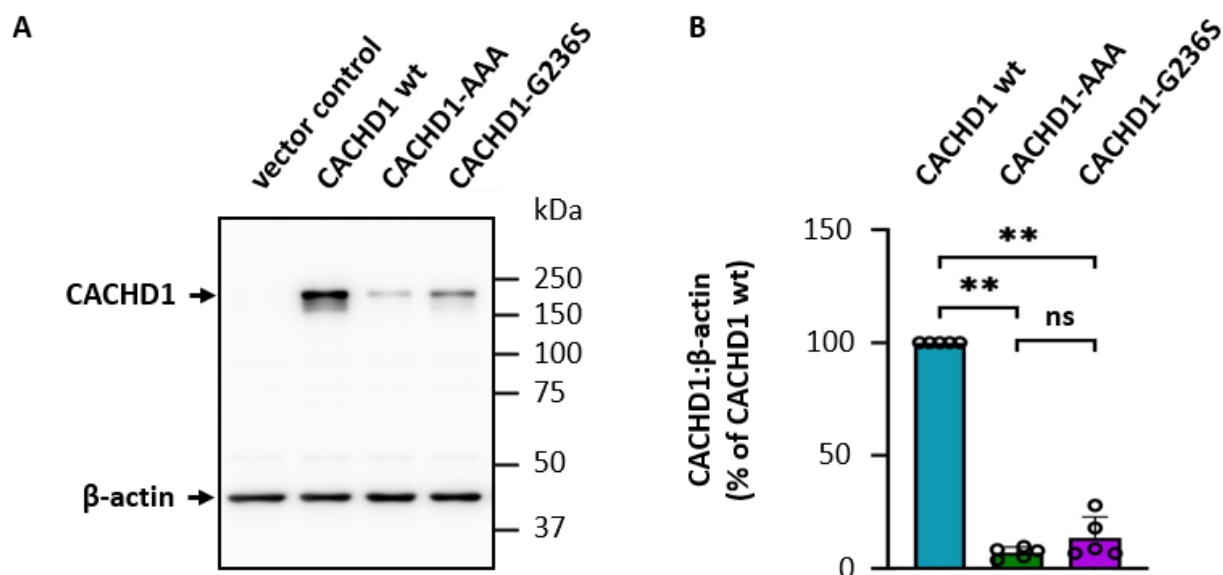 A
vector control
CACHD1 wt
CACHD1-AAA
CACHD1-G236S
kDa
CACHD1
250
150
100
75
50
β-actin
37
B
CACHD1 wt
CACHD1-AAA
CACHD1-G236S
CACHD1:β-actin
(% of CACHD1 wt)
150
100
50
0
**
**
ns